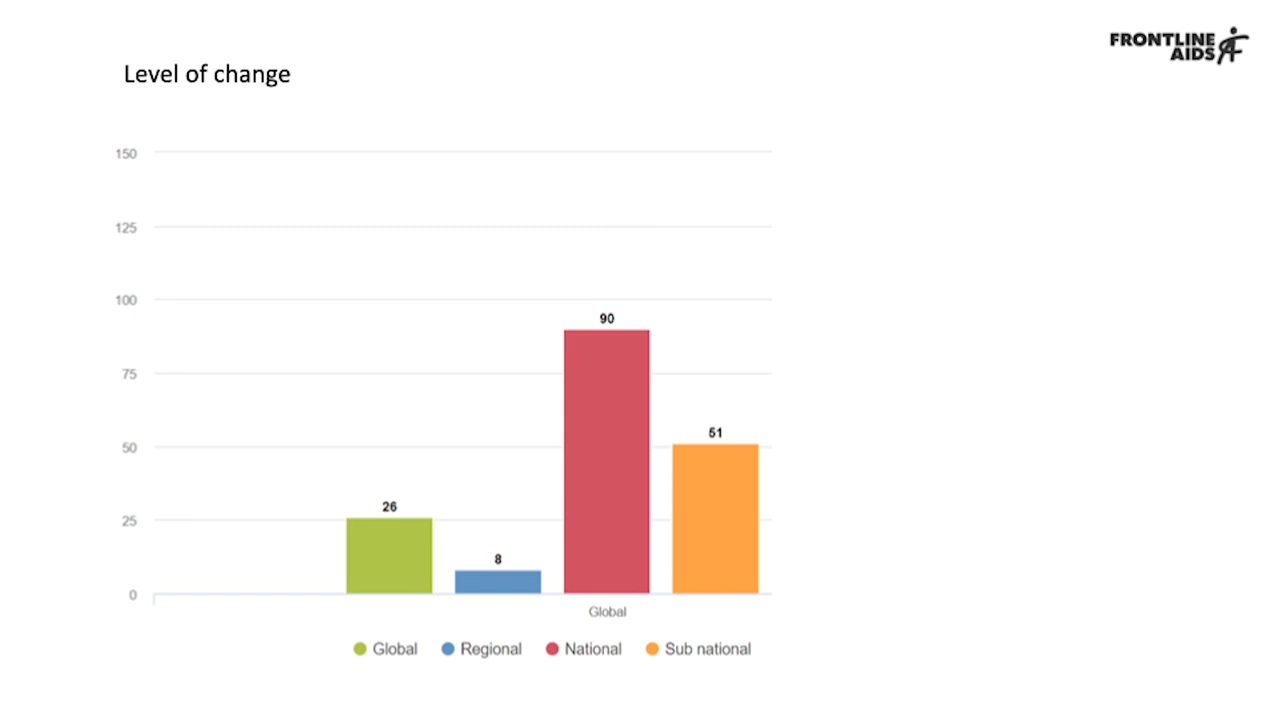 FRONTLINE
AIDS
Level of change
150
125
100
75
50
25
0
26
8
90
51
Global
Global
Regional
National
Sub national